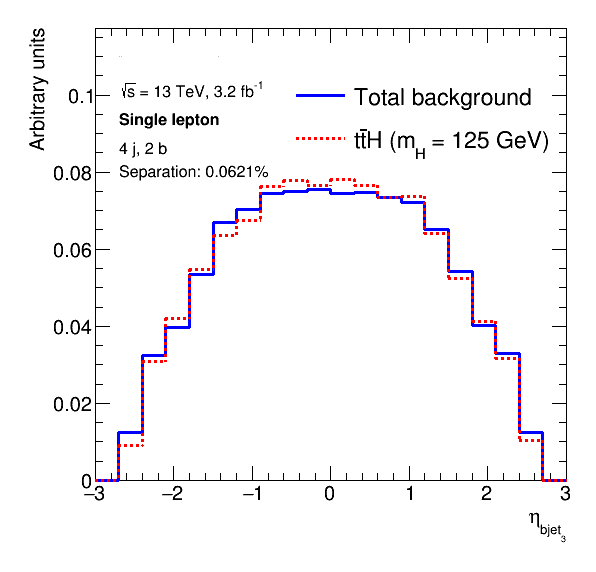 Arbitrary units
0.1
0.08
0.06
0.04
0.02
0
√s = 13 TeV, 3.2 fb⁻¹
Single lepton
4 j, 2 b
Separation: 0.0621%
Total background
tt̄H (m_H = 125 GeV)
−3 −2 −1 0 1 2 3
η_bjet₃